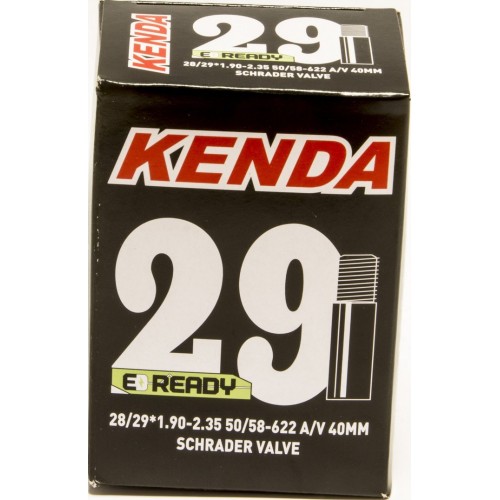 KENDA
29
E READY
28/29*1.90-2.35 50/58-622 A/V 40MM
SCHRADER VALVE
KENDA
29
E READY
28/29*1.90-2.35 50/58-622 A/V 40MM
SCHRADER VALVE